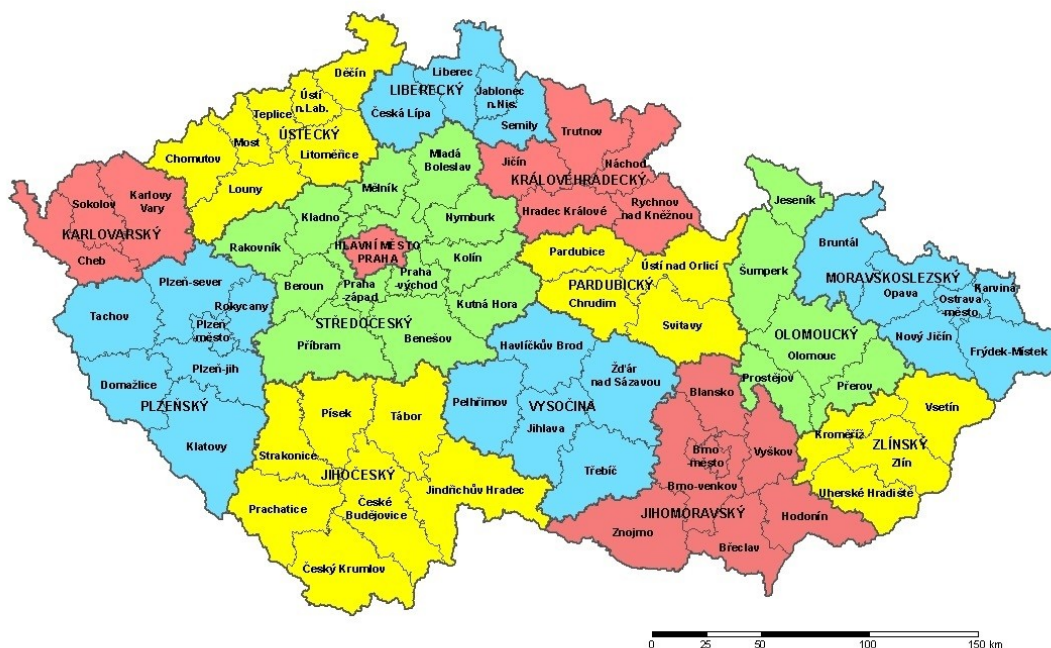 Děčín
Liberec
LIBERECKÝ
Jablonec
n.Nis.
Ústí
n.Lab.
Teplice
Česká Lípa
Semily
ÚSTECKÝ
Most
Trutnov
Chomutov
Litoměřice
Mladá
Boleslav
Jičín
Náchod
KRÁLOVÉHRADECKÝ
Louny
Mělník
Karlovy
Vary
Sokolov
Kladno
Nymburk
Hradec Králové
Rychnov
nad Kněžnou
Jeseník
KARLOVARSKÝ
Rakovník
HLAVNÍ MĚSTO
PRAHA
Kolín
Pardubice
Ústí nad Orlicí
Bruntál
Cheb
Šumperk
Plzeň-sever
Beroun
Praha
-západ
Praha
-východ
PARDUBICKÝ
MORAVSKOSLEZSKÝ
Karviná
Opava
Ostrava
město
Rokycany
Kutná Hora
Chrudim
Tachov
Plzeň
město
STŘEDOČESKÝ
Svitavy
OLOMOUCKÝ
Nový Jičín
Příbram
Benešov
Havlíčkův Brod
Olomouc
Frýdek-Místek
Plzeň-jih
Žďár
nad Sázavou
Domažlice
Prostějov
Přerov
PLZEŇSKÝ
Písek
Tábor
Pelhřimov
VYSOČINA
Blansko
Vsetín
Jihlava
Kroměříž
ZLÍNSKÝ
Klatovy
Strakonice
Brno
-město
Vyškov
Zlín
JIHOČESKÝ
Jindřichův Hradec
Třebíč
Brno-venkov
Uherské Hradiště
Prachatice
České
Budějovice
JIHOMORAVSKÝ
Hodonín
Znojmo
Břeclav
Český Krumlov
0 25 50 100 150 km